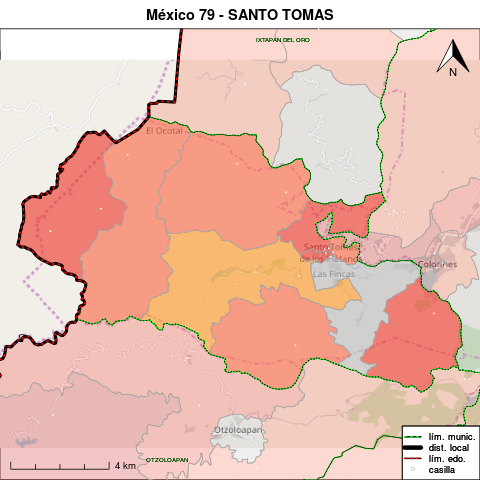 México 79 - SANTO TOMAS
IXTAPAN DEL ORO
N
El Ocotal
Santo Tomás
de los Plátanos
Colorines
Las Fincas
Otzoloapan
OTZOLOAPAN
4 km
lím. munic.
dist. local
lím. edo.
casilla